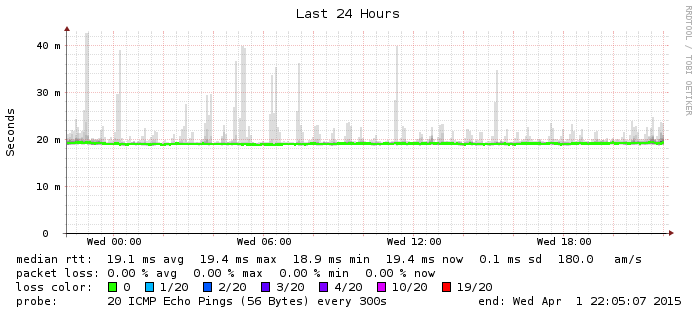 Last 24 Hours
RRDTOOL / TOBI OETIKER
Seconds
40 m
30 m
20 m
10 m
0
Wed 00:00 Wed 06:00 Wed 12:00 Wed 18:00
median rtt: 19.1 ms avg 19.4 ms max 18.9 ms min 19.4 ms now 0.1 ms sd 180.0 am/s
packet loss: 0.00 % avg 0.00 % max 0.00 % min 0.00 % now
loss color: 0 1/20 2/20 3/20 4/20 10/20 19/20
probe: 20 ICMP Echo Pings (56 Bytes) every 300s end: Wed Apr 1 22:05:07 2015